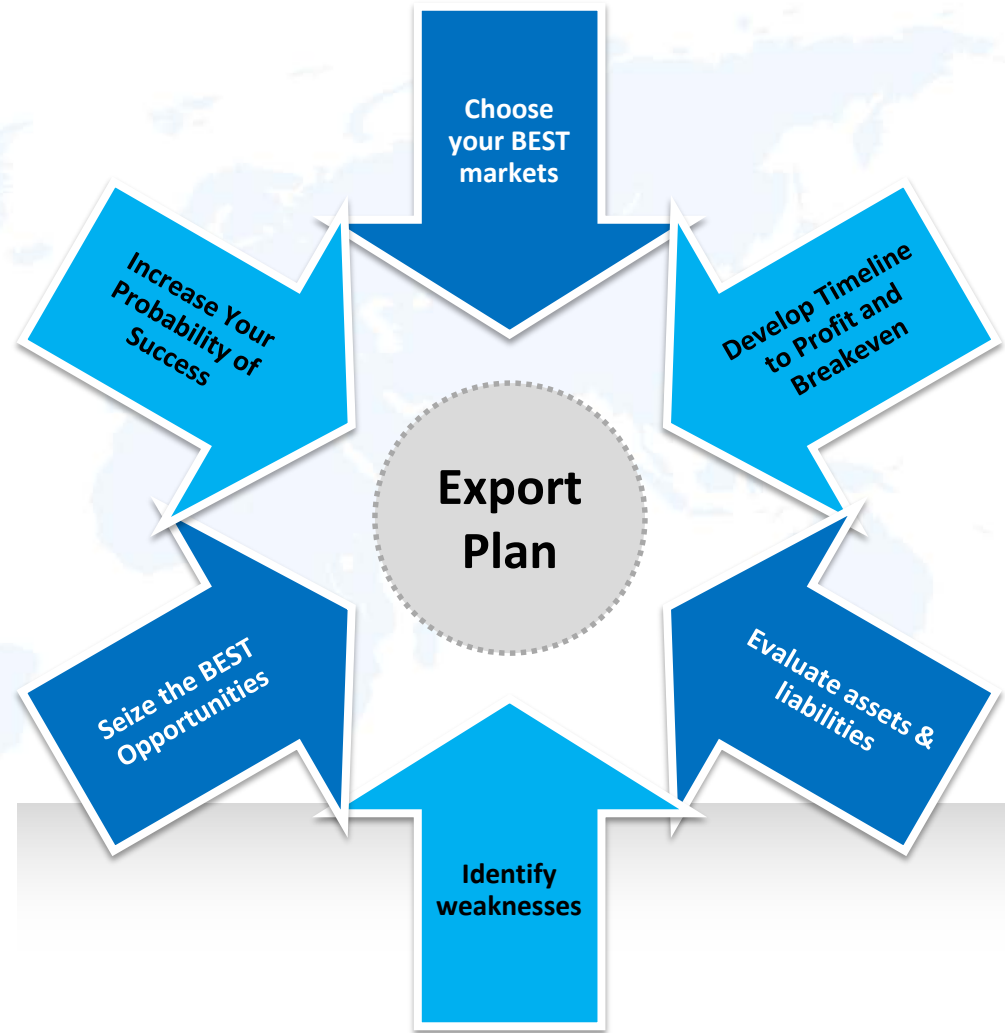 Choose
your BEST
markets
Develop Timeline
to Profit and
Breakeven
Evaluate assets &
liabilities
Identify
weaknesses
Seize the BEST
Opportunities
Increase Your
Probability of
Success
Export
Plan